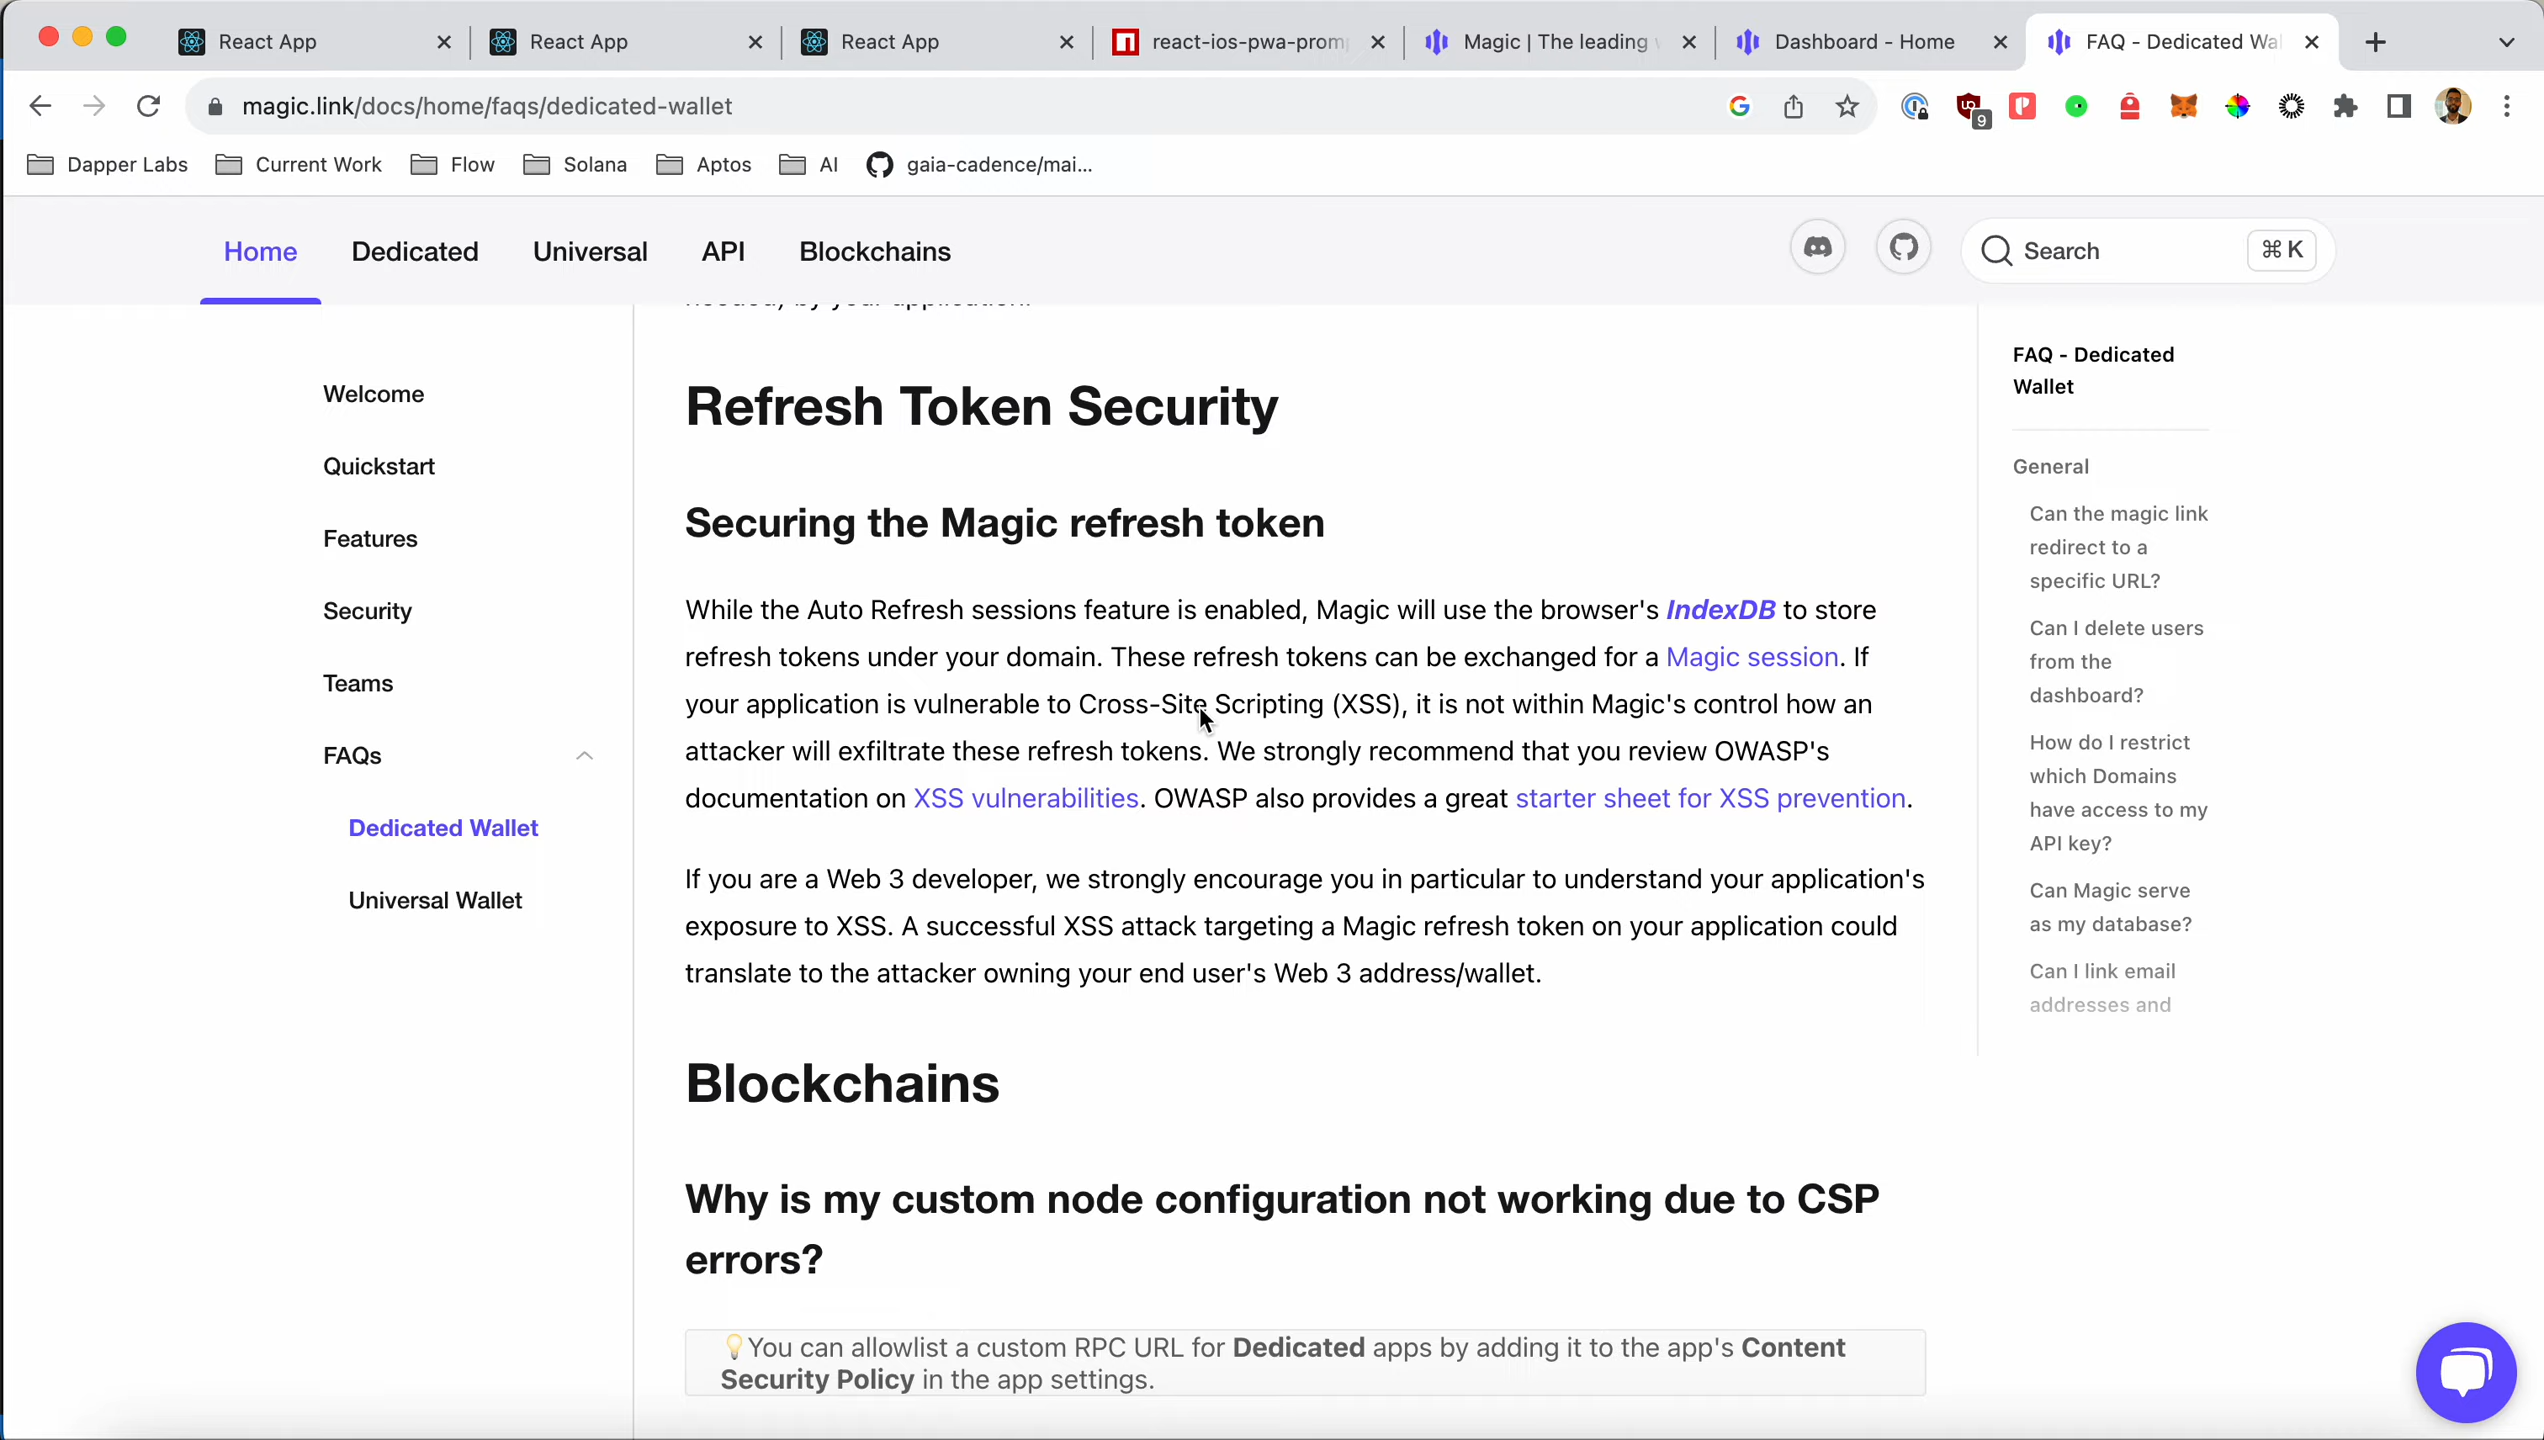 React App
React App
React App
react-ios-pwa-prom
Magic | The leading
Dashboard - Home
FAQ - Dedicated Wa
magic.link/docs/home/faqs/dedicated-wallet
9
Dapper Labs
Current Work
Flow
Solana
Aptos
AI
gaia-cadence/mai...
Home
Dedicated
Universal
API
Blockchains
Search
⌘ K
Welcome
Quickstart
Features
Security
Teams
FAQs
Dedicated Wallet
Universal Wallet
Refresh Token Security
Securing the Magic refresh token
While the Auto Refresh sessions feature is enabled, Magic will use the browser's IndexDB to store
refresh tokens under your domain. These refresh tokens can be exchanged for a Magic session. If
your application is vulnerable to Cross-Site Scripting (XSS), it is not within Magic's control how an
attacker will exfiltrate these refresh tokens. We strongly recommend that you review OWASP's
documentation on XSS vulnerabilities. OWASP also provides a great starter sheet for XSS prevention.
If you are a Web 3 developer, we strongly encourage you in particular to understand your application's
exposure to XSS. A successful XSS attack targeting a Magic refresh token on your application could
translate to the attacker owning your end user's Web 3 address/wallet.
Blockchains
Why is my custom node configuration not working due to CSP
errors?
💡You can allowlist a custom RPC URL for Dedicated apps by adding it to the app's Content
Security Policy in the app settings.
FAQ - Dedicated
Wallet
General
Can the magic link
redirect to a
specific URL?
Can I delete users
from the
dashboard?
How do I restrict
which Domains
have access to my
API key?
Can Magic serve
as my database?
Can I link email
addresses and